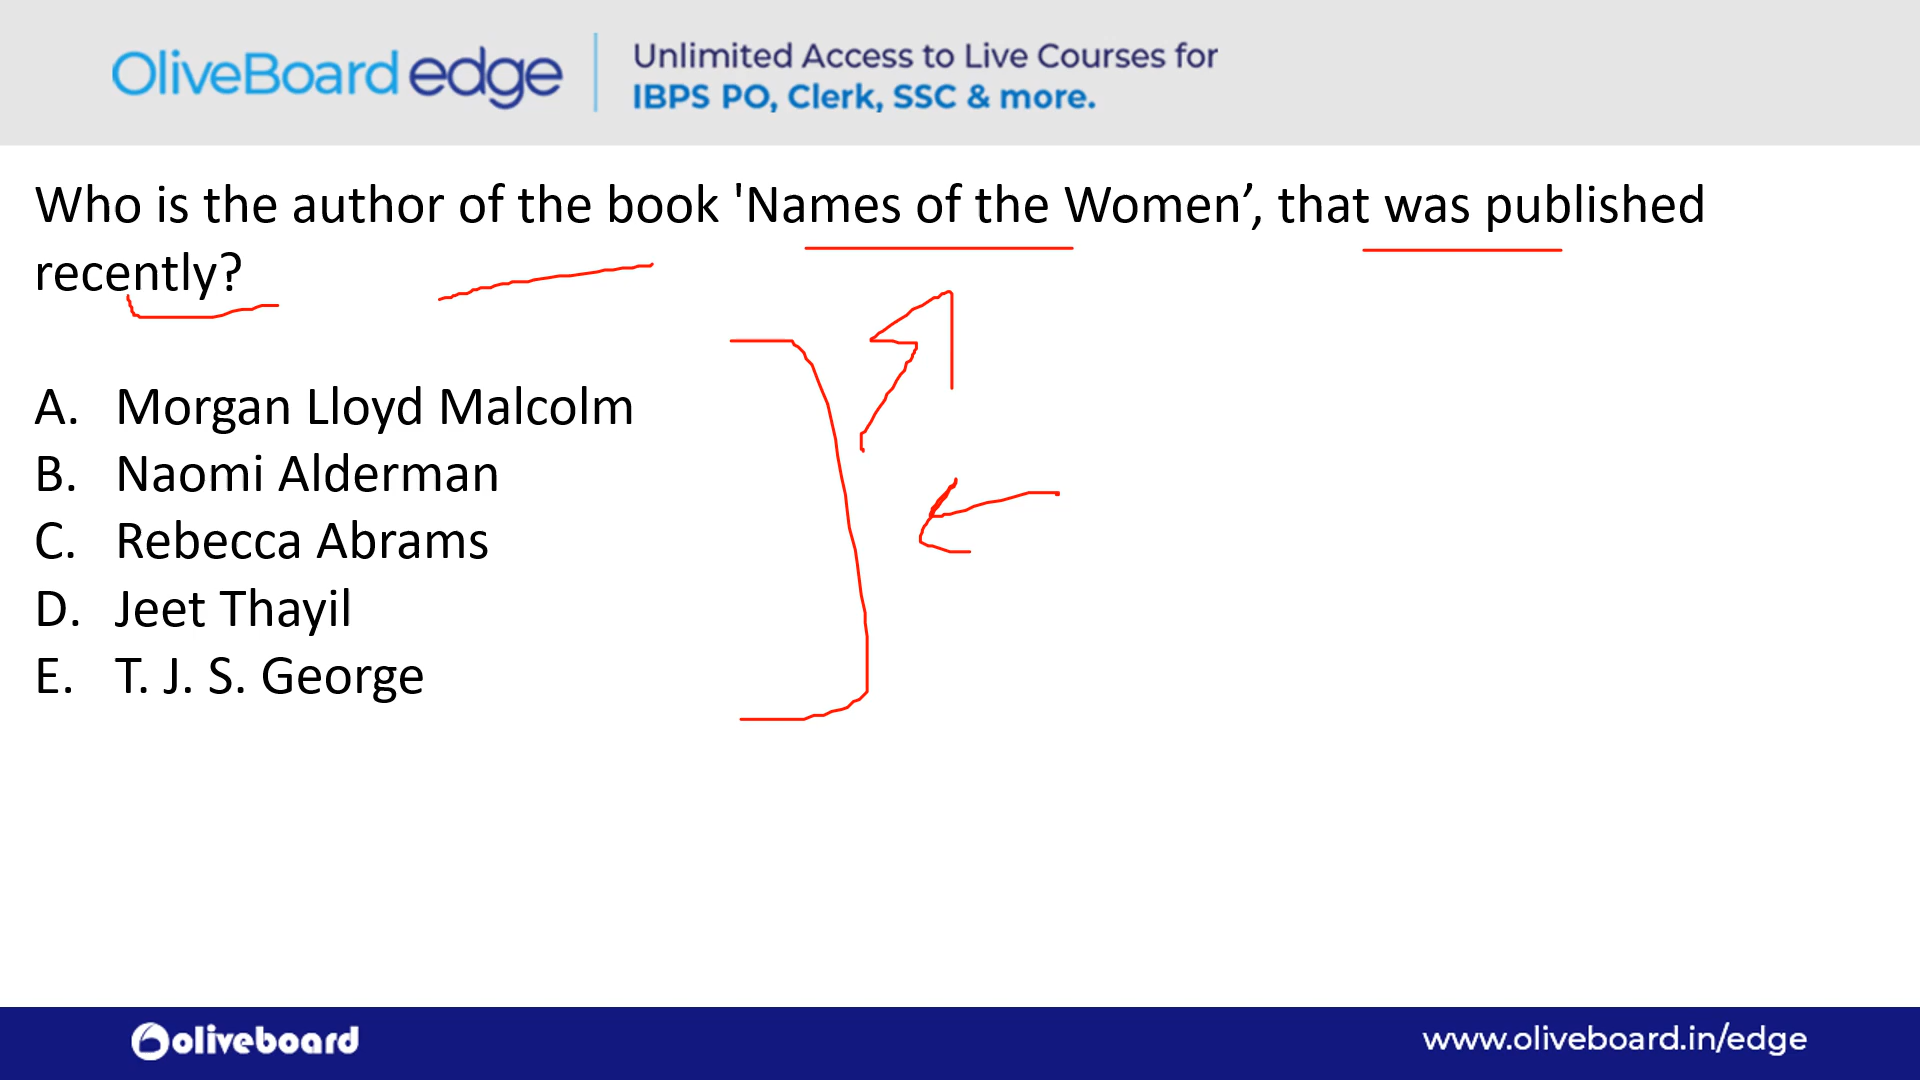 OliveBoard edge
Unlimited Access to Live Courses for
IBPS PO, Clerk, SSC & more.
Who is the author of the book 'Names of the Women’, that was published
recently?
A. Morgan Lloyd Malcolm
B. Naomi Alderman
C. Rebecca Abrams
D. Jeet Thayil
E. T. J. S. George
oliveboard
www.oliveboard.in/edge